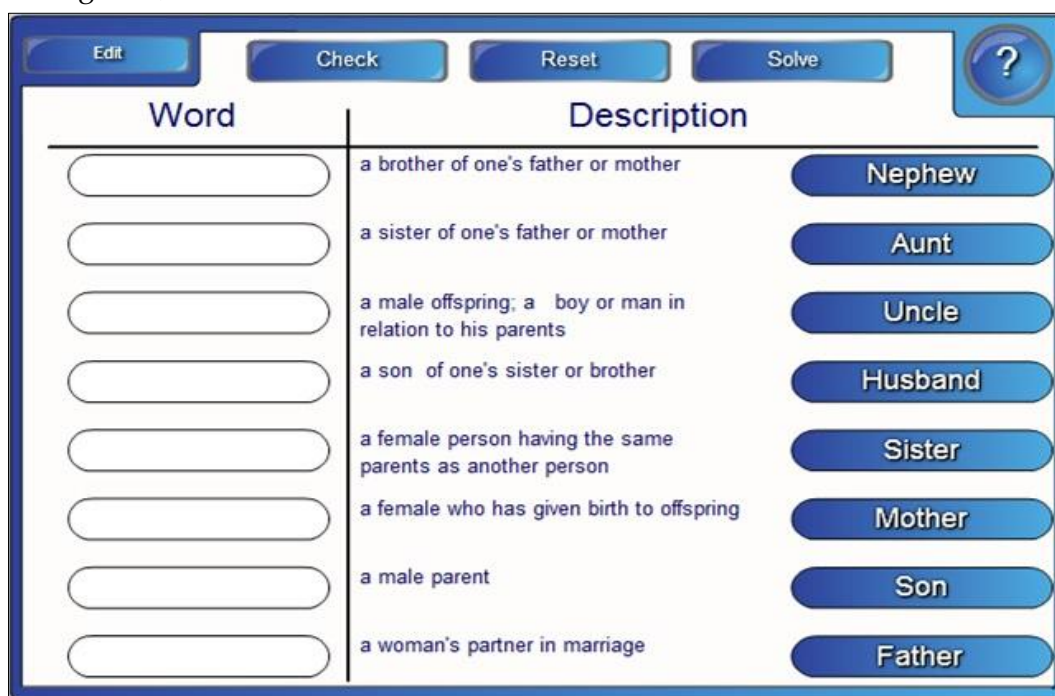 Edit
Check
Reset
Solve
?
Word
Description
a brother of one's father or mother
Nephew
a sister of one's father or mother
Aunt
a male offspring; a boy or man in
relation to his parents
Uncle
a son of one's sister or brother
Husband
a female person having the same
parents as another person
Sister
a female who has given birth to offspring
Mother
a male parent
Son
a woman's partner in marriage
Father